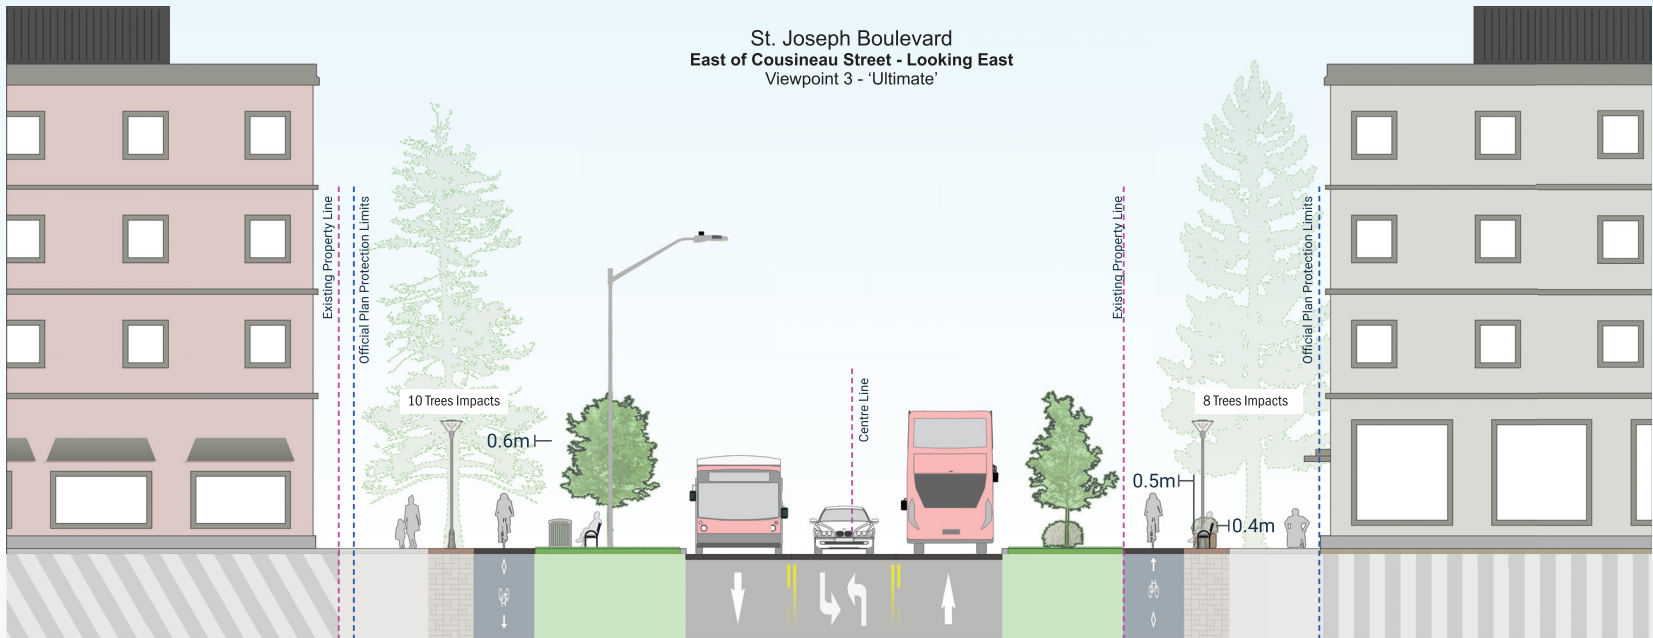 St. Joseph Boulevard
East of Cousineau Street - Looking East
Viewpoint 3 - ‘Ultimate’
Existing Property Line
Official Plan Protection Limits
10 Trees Impacts
0.6m
Centre Line
Existing Property Line
Official Plan Protection Limits
8 Trees Impacts
0.5m
0.4m